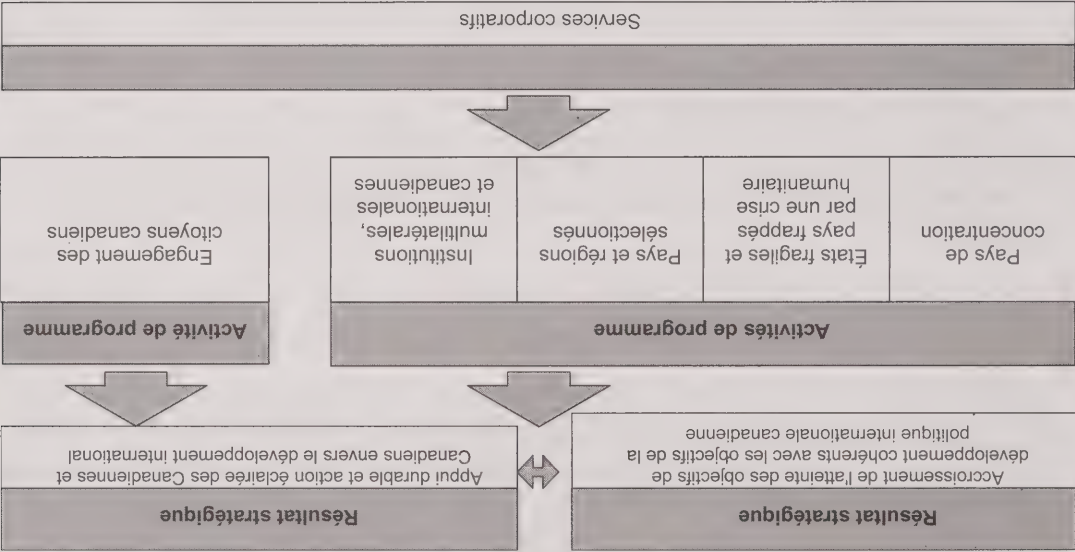 Résultat stratégique
Accroissement de l'atteinte des objectifs de
développement cohérents avec les objectifs de la
politique internationale canadienne
Résultat stratégique
Appui durable et action éclairée des Canadiennes et
Canadiens envers le développement international
Activités de programme
Pays de
concentration
États fragiles et
pays frappés
par une crise
humanitaire
Pays et régions
sélectionnés
Institutions
multilatérales,
internationales
et canadiennes
Activité de programme
Engagement des
citoyens canadiens
Services corporatifs